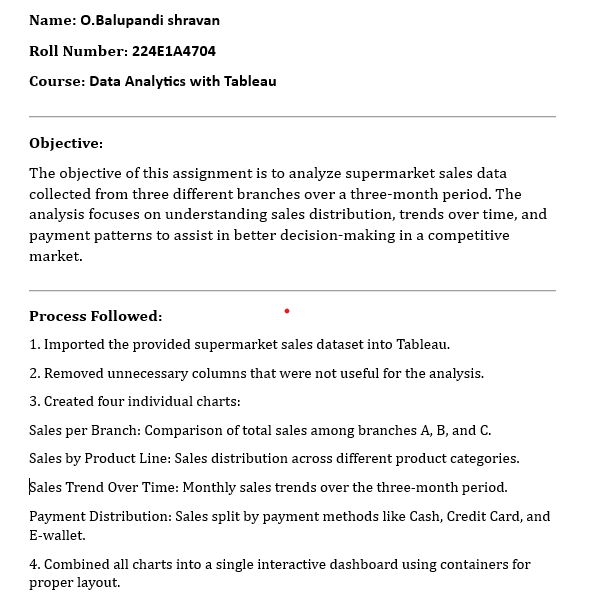 Name: O.Balupandi shravan
Roll Number: 224E1A4704
Course: Data Analytics with Tableau
Objective:
The objective of this assignment is to analyze supermarket sales data
collected from three different branches over a three-month period. The
analysis focuses on understanding sales distribution, trends over time, and
payment patterns to assist in better decision-making in a competitive
market.
Process Followed:
1. Imported the provided supermarket sales dataset into Tableau.
2. Removed unnecessary columns that were not useful for the analysis.
3. Created four individual charts:
Sales per Branch: Comparison of total sales among branches A, B, and C.
Sales by Product Line: Sales distribution across different product categories.
Sales Trend Over Time: Monthly sales trends over the three-month period.
Payment Distribution: Sales split by payment methods like Cash, Credit Card, and
E-wallet.
4. Combined all charts into a single interactive dashboard using containers for
proper layout.